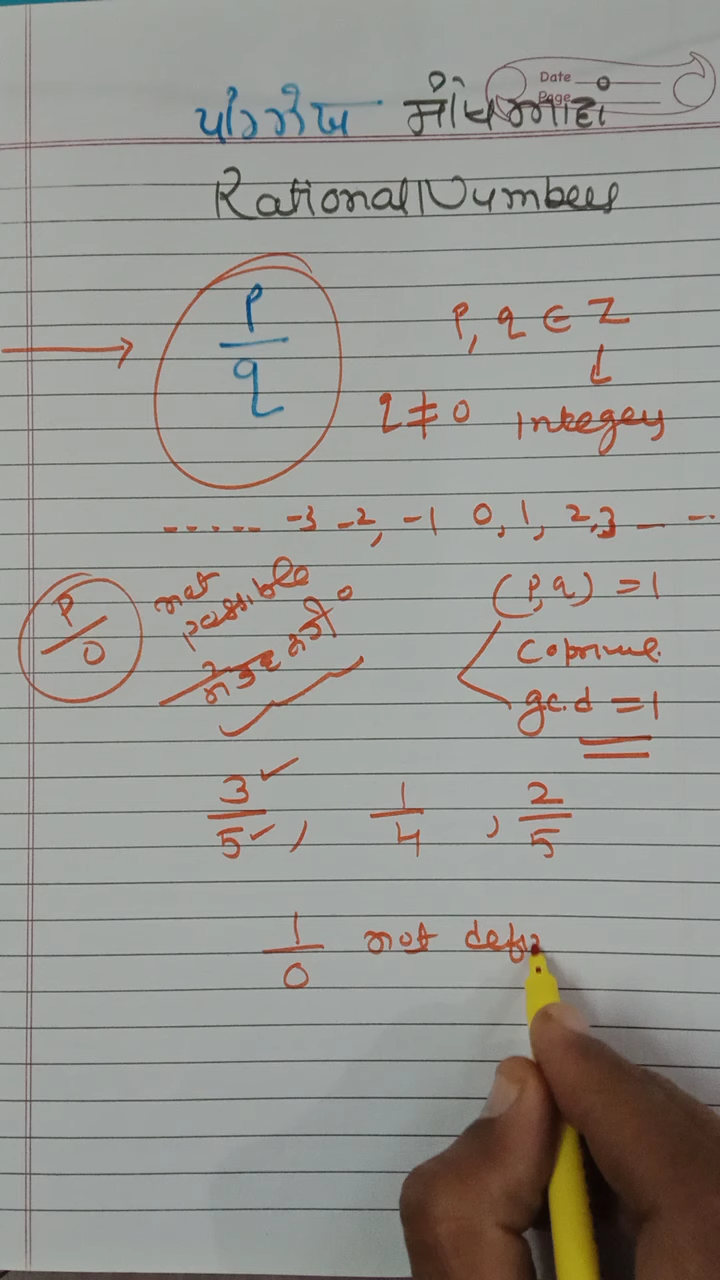 Date
Page
Rational Numbers
p/q
p, q ∈ Z
↓
q ≠ 0 Integers
----- -3 -2, -1 0, 1, 2, 3 _ --
p/0 not possible
(p,q) = 1
Coprime.
g.c.d = 1
3/5 ✓, 1/4, 2/5
1/0 not defi